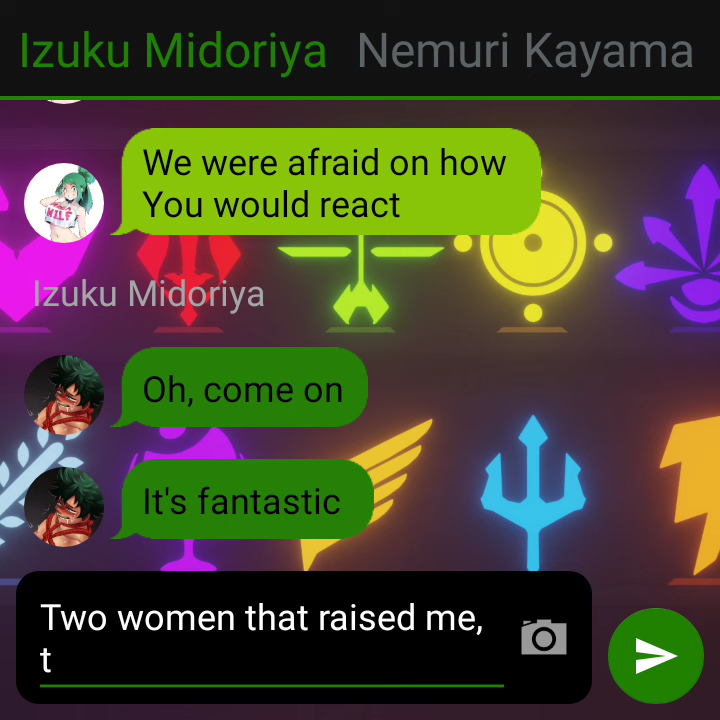 Izuku Midoriya Nemuri Kayama
We were afraid on how
You would react
MILF
Izuku Midoriya
Oh, come on
It's fantastic
Two women that raised me,
t